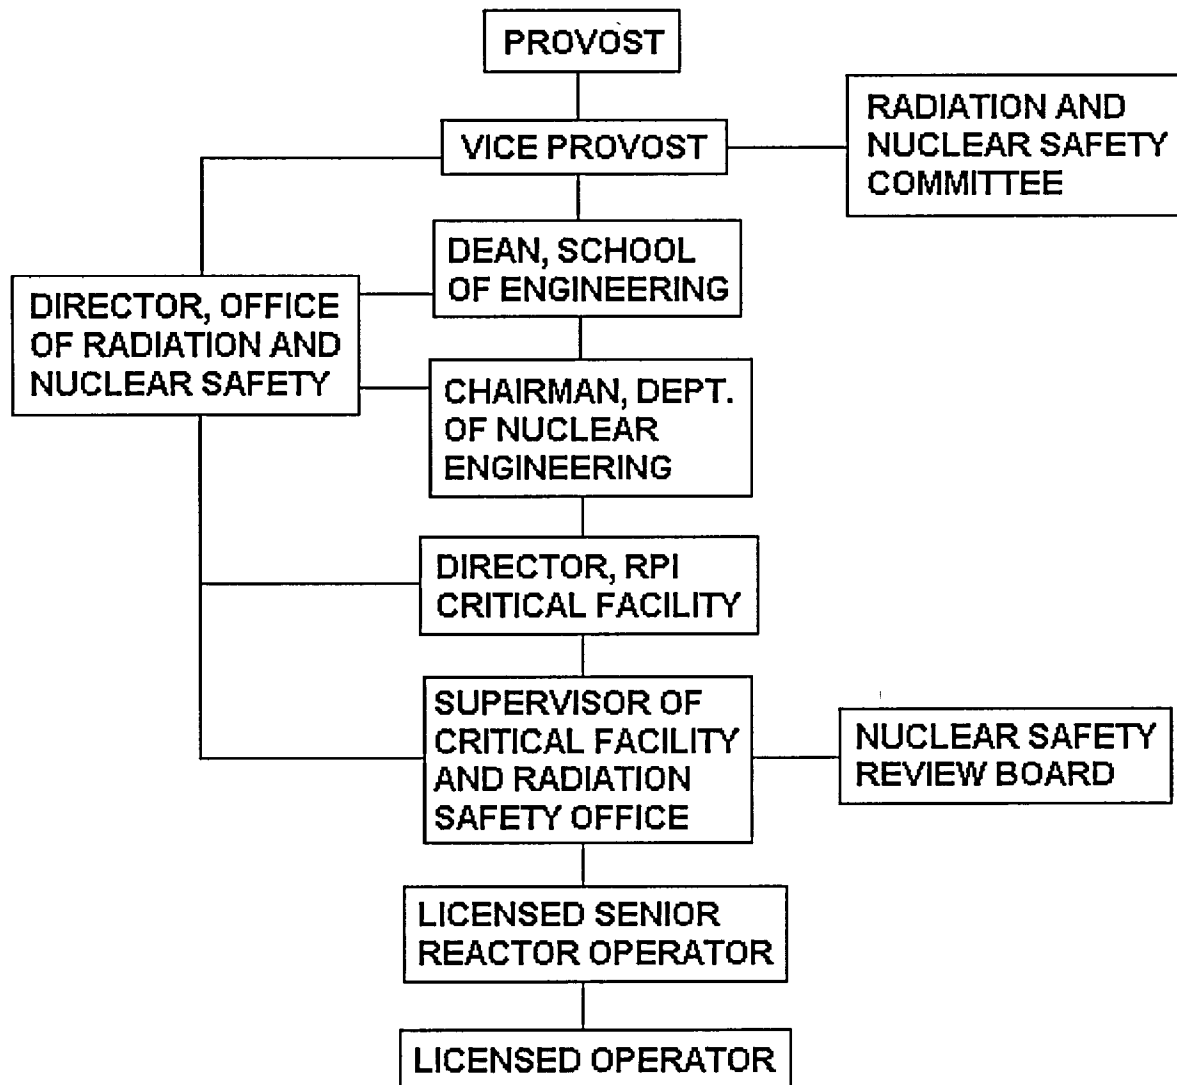 PROVOST
VICE PROVOST
RADIATION AND
NUCLEAR SAFETY
COMMITTEE
DEAN, SCHOOL
OF ENGINEERING
DIRECTOR, OFFICE
OF RADIATION AND
NUCLEAR SAFETY
CHAIRMAN, DEPT.
OF NUCLEAR
ENGINEERING
DIRECTOR, RPI
CRITICAL FACILITY
SUPERVISOR OF
CRITICAL FACILITY
AND RADIATION
SAFETY OFFICE
NUCLEAR SAFETY
REVIEW BOARD
LICENSED SENIOR
REACTOR OPERATOR
LICENSED OPERATOR